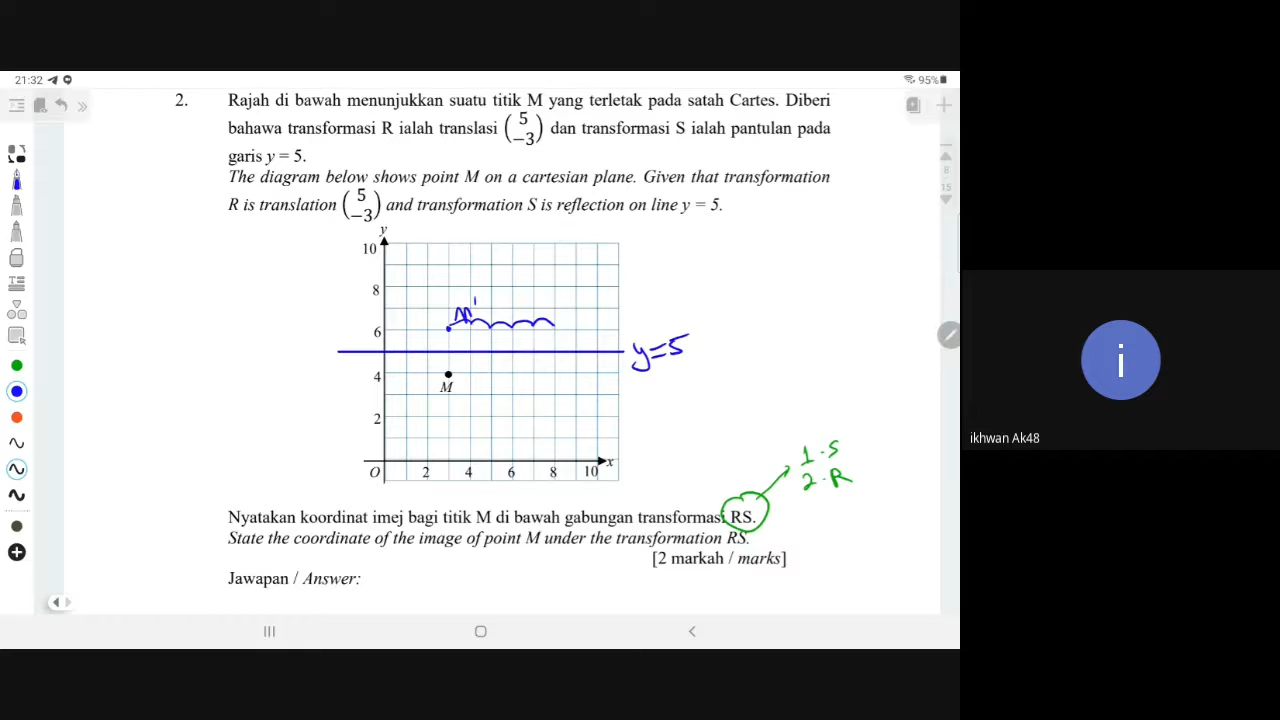 21:32 95%
2. Rajah di bawah menunjukkan suatu titik M yang terletak pada satah Cartes. Diberi
bahawa transformasi R ialah translasi (5 −3) dan transformasi S ialah pantulan pada
garis y = 5.
The diagram below shows point M on a cartesian plane. Given that transformation
R is translation (5 −3) and transformation S is reflection on line y = 5.
y
10
8
M'
6
y=5
4
M
2
O 2 4 6 8 10 x
1.S
2.R
Nyatakan koordinat imej bagi titik M di bawah gabungan transformasi RS.
State the coordinate of the image of point M under the transformation RS.
[2 markah / marks]
Jawapan / Answer:
8
15
i
ikhwan Ak48